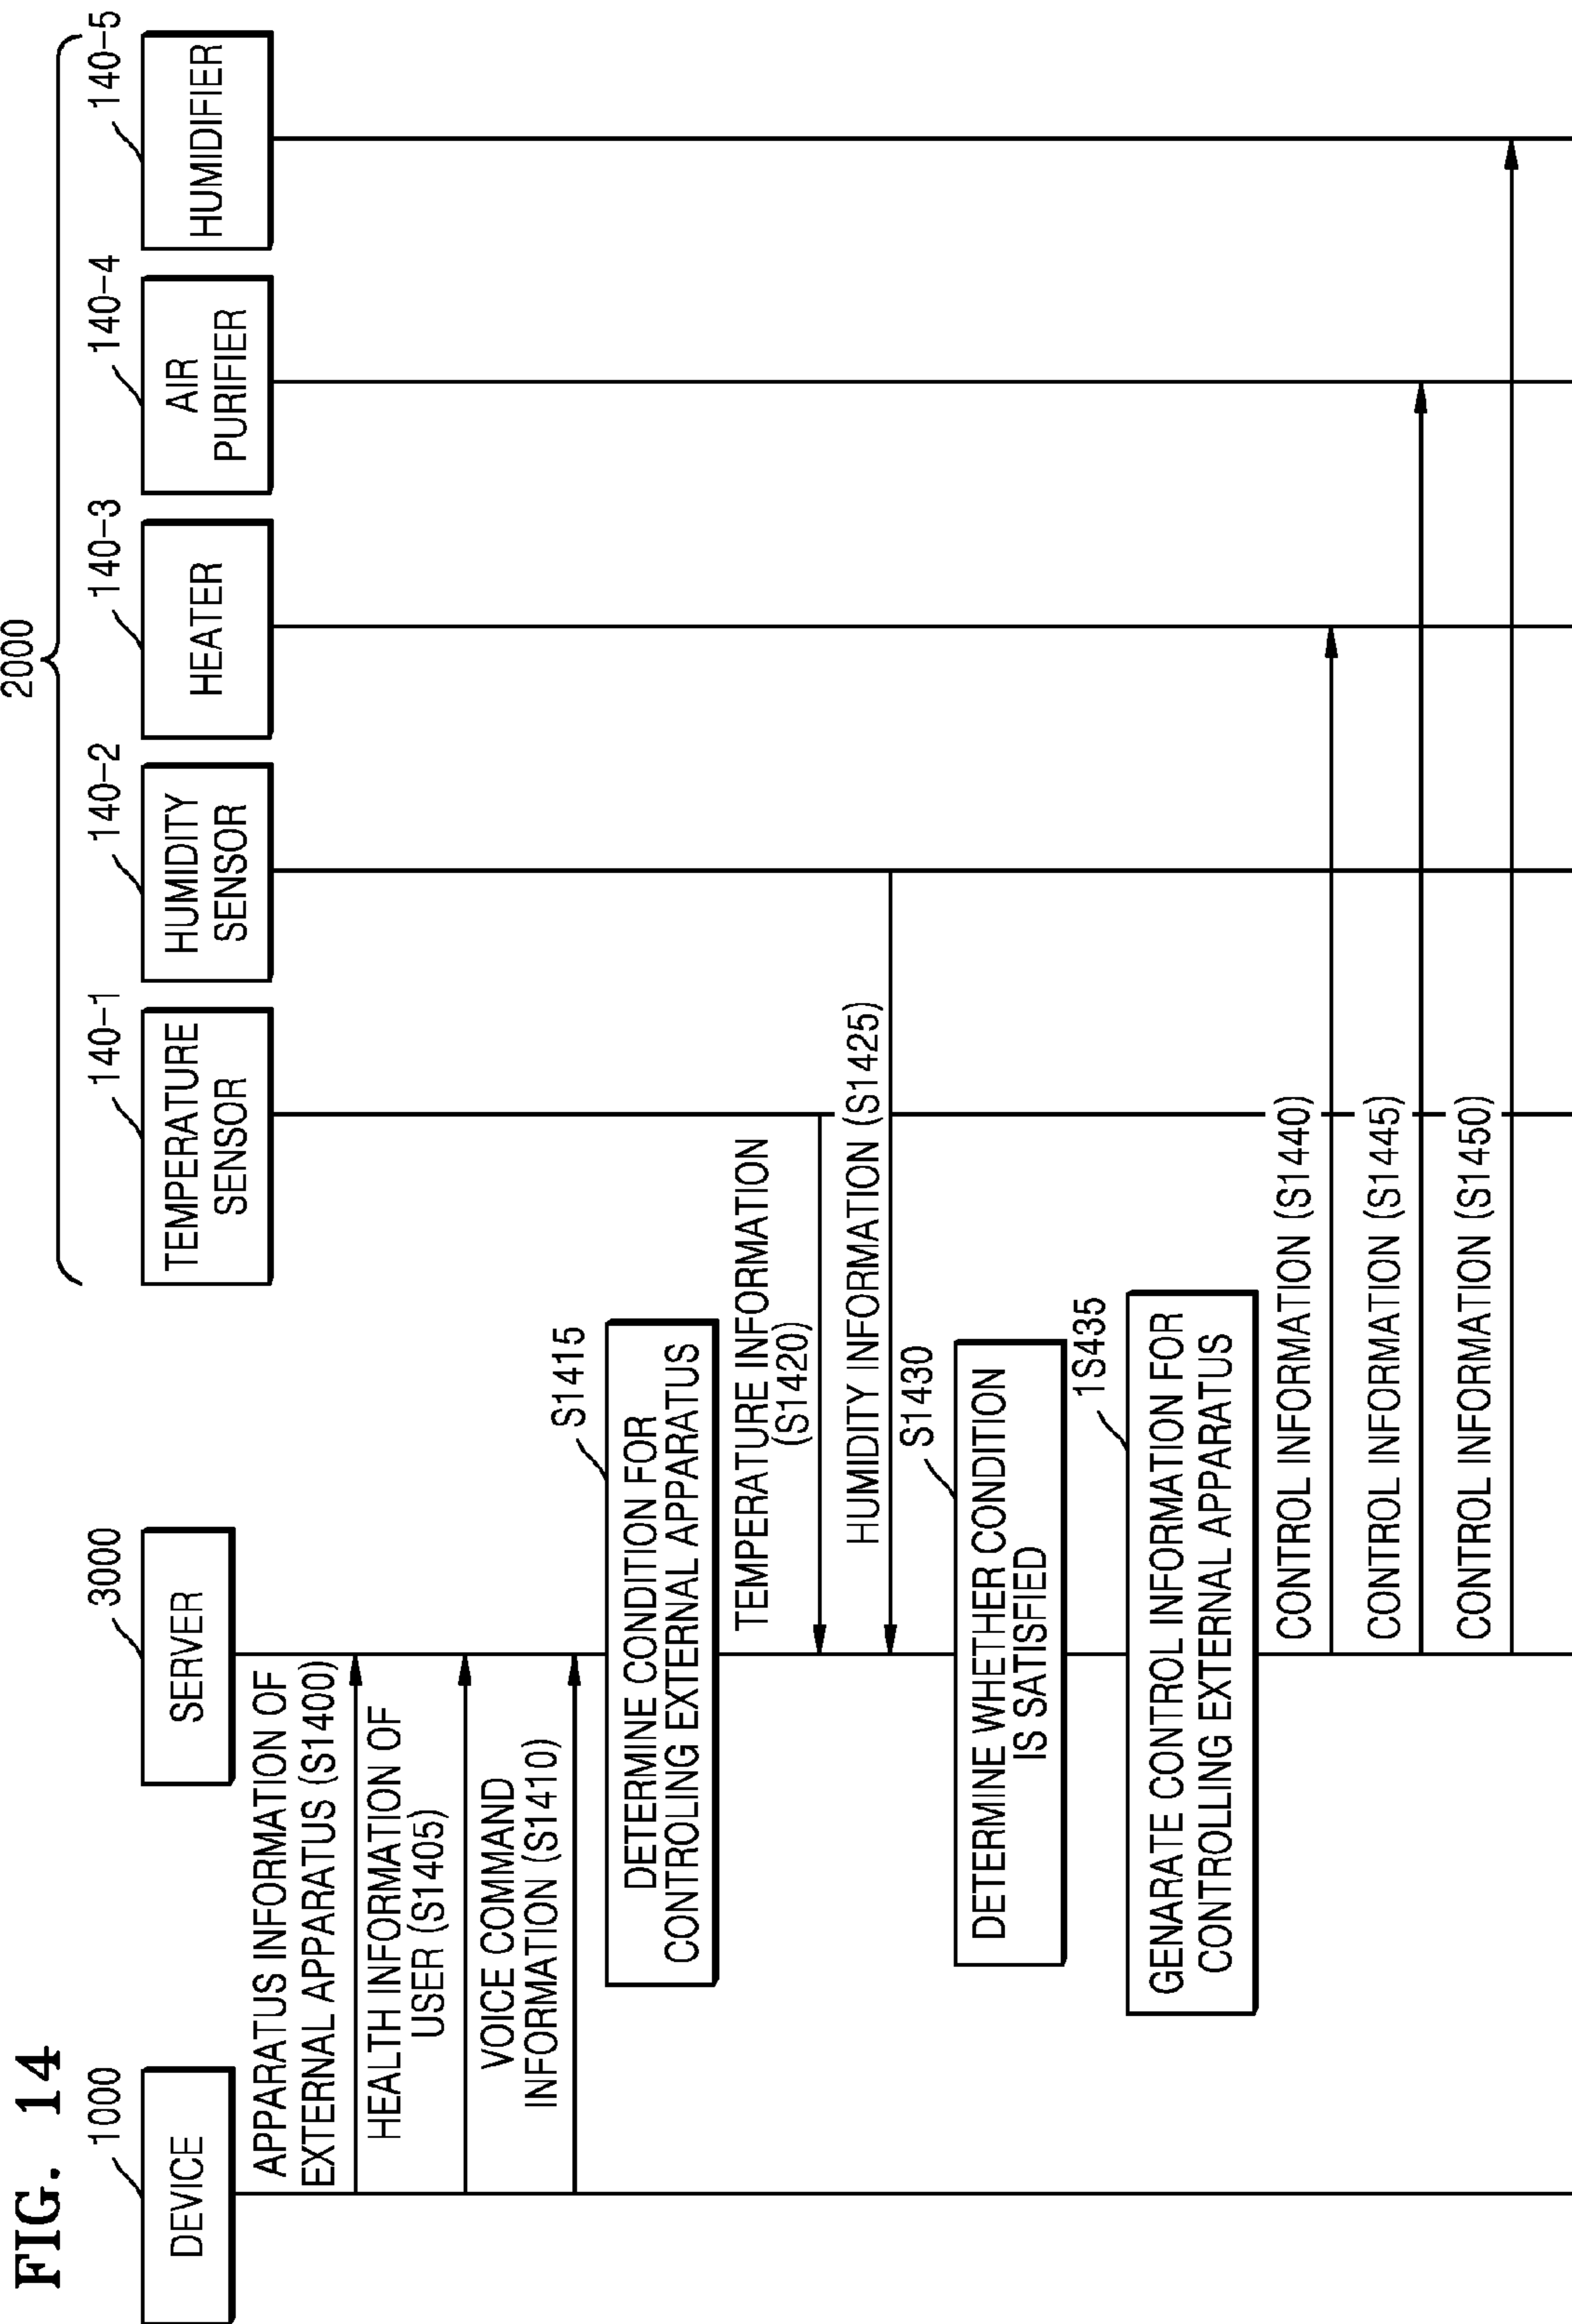 FIG. 14
2000
1000
3000
140-1
140-2
140-3
140-4
140-5
DEVICE
SERVER
TEMPERATURE
SENSOR
HUMIDITY
SENSOR
HEATER
AIR
PURIFIER
HUMIDIFIER
APPARATUS INFORMATION OF
EXTERNAL APPARATUS (S1400)
HEALTH INFORMATION OF
USER (S1405)
VOICE COMMAND
INFORMATION (S1410)
S1415
DETERMINE CONDITION FOR
CONTROLING EXTERNAL APPARATUS
TEMPERATURE INFORMATION
(S1420)
HUMIDITY INFORMATION (S1425)
S1430
DETERMINE WHETHER CONDITION
IS SATISFIED
1S435
GENARATE CONTROL INFORMATION FOR
CONTROLLING EXTERNAL APPARATUS
CONTROL INFORMATION (S1440)
CONTROL INFORMATION (S1445)
CONTROL INFORMATION (S1450)